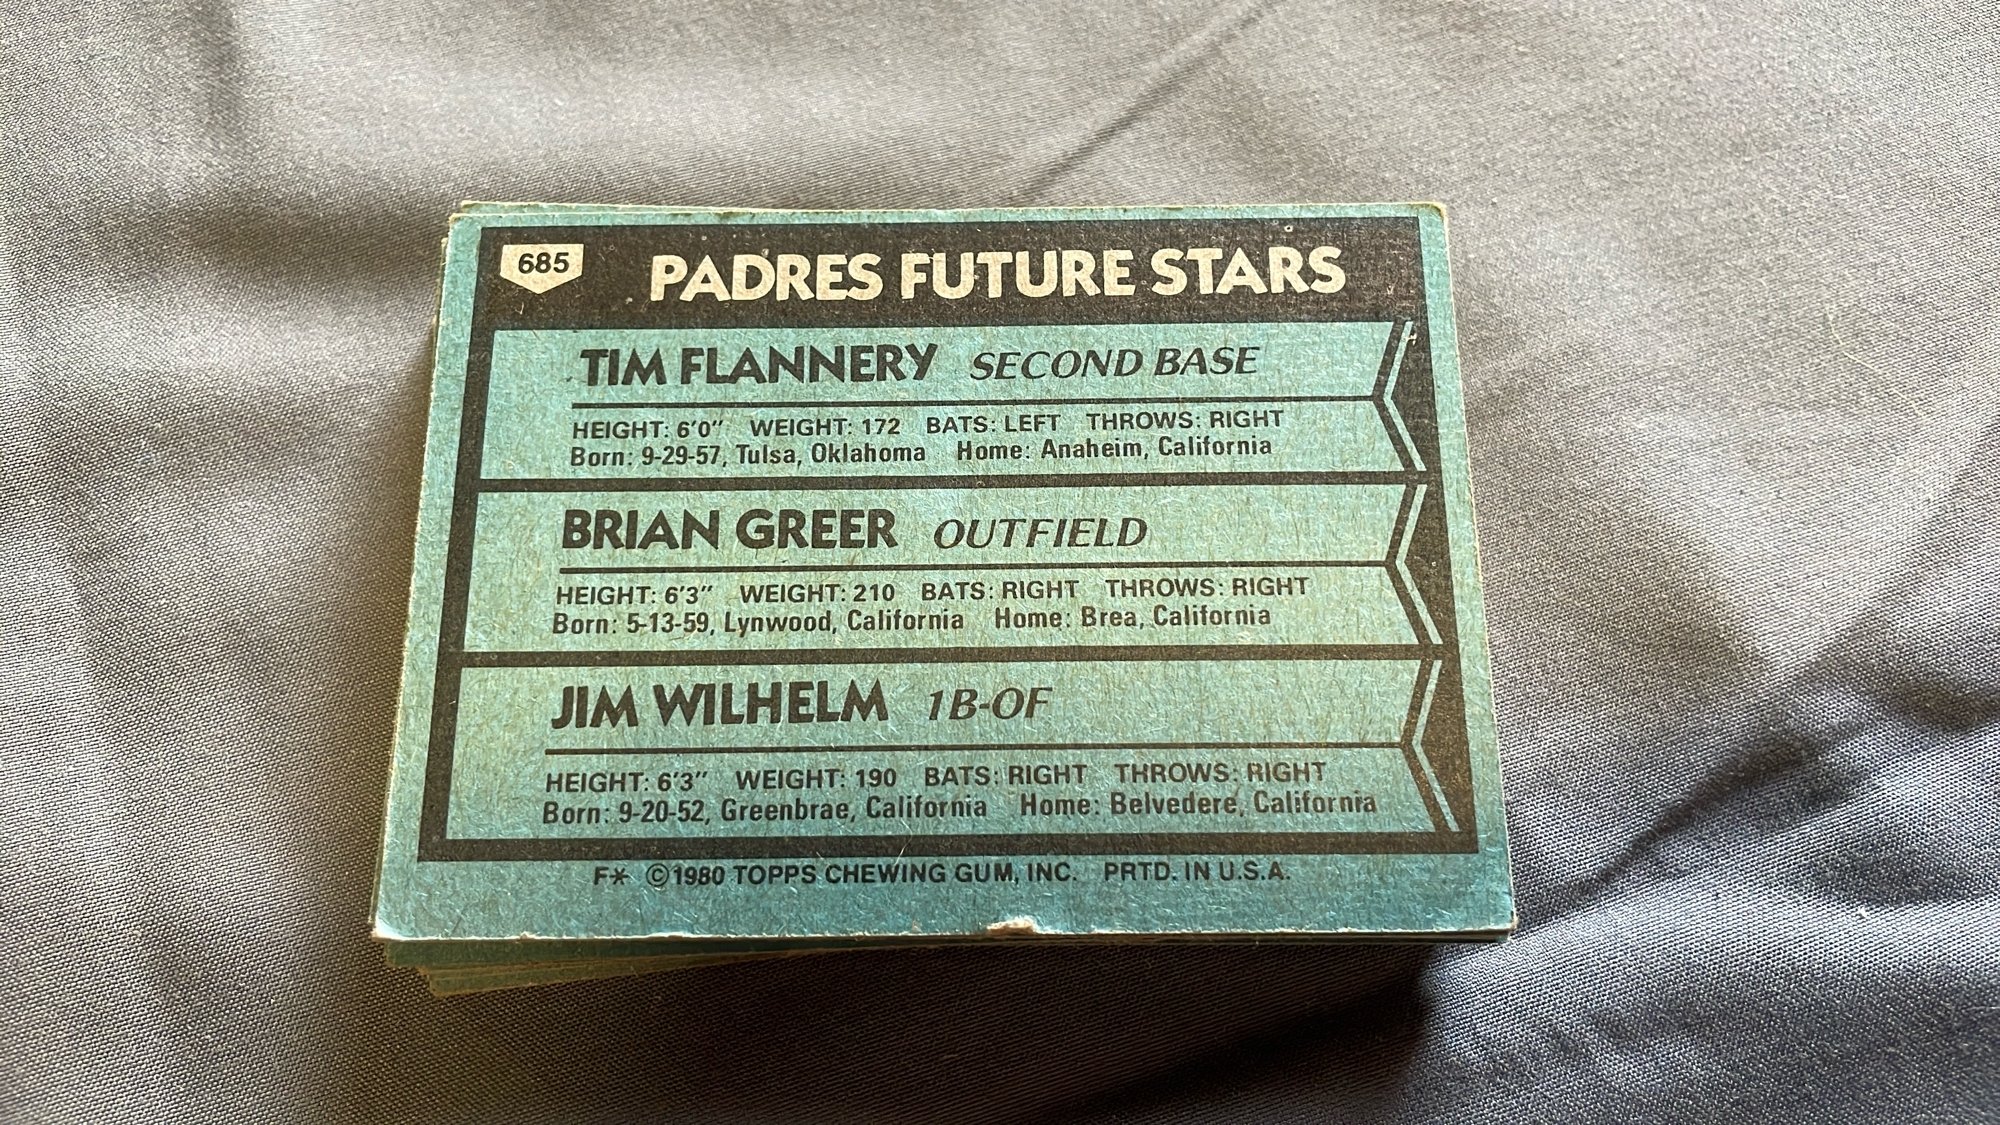 685
PADRES FUTURE STARS
TIM FLANNERY SECOND BASE
HEIGHT: 6'0" WEIGHT: 172 BATS: LEFT THROWS: RIGHT
Born: 9-29-57, Tulsa, Oklahoma Home: Anaheim, California
BRIAN GREER OUTFIELD
HEIGHT: 6'3" WEIGHT: 210 BATS: RIGHT THROWS: RIGHT
Born: 5-13-59, Lynwood, California Home: Brea, California
JIM WILHELM 1B-OF
HEIGHT: 6'3" WEIGHT: 190 BATS: RIGHT THROWS: RIGHT
Born: 9-20-52, Greenbrae, California Home: Belvedere, California
F* ©1980 TOPPS CHEWING GUM, INC. PRTD. IN U.S.A.